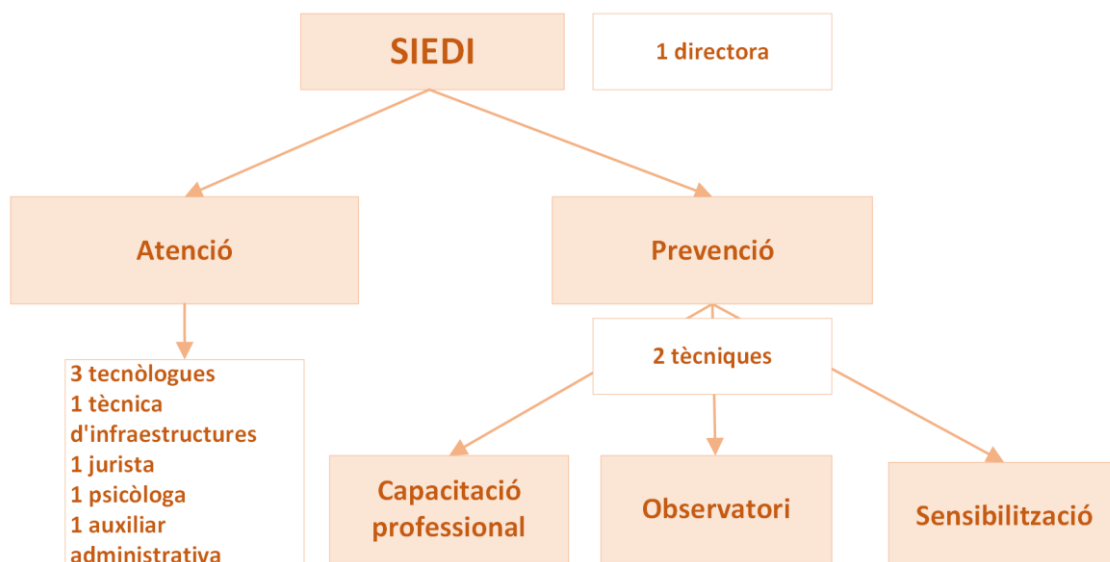 SIEDI
1 directora
Atenció
Prevenció
3 tecnòlogues
1 tècnica
d'infraestructures
1 jurista
1 psicòloga
1 auxiliar
administrativa
2 tècniques
Capacitació
professional
Observatori
Sensibilització